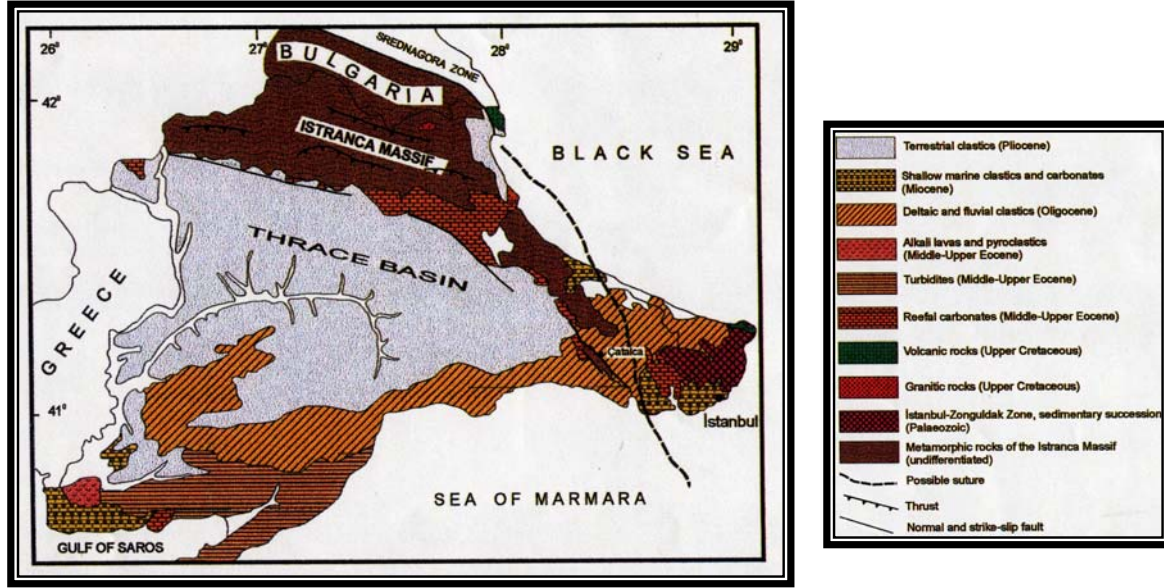 26°
27°
28°
29°
SREDNAGORA ZONE
BULGARIA
42°
ISTRANCA MASSIF
BLACK SEA
THRACE BASIN
GREECE
Çatalca
41°
İstanbul
SEA OF MARMARA
GULF OF SAROS
Terrestrial clastics (Pliocene)
Shallow marine clastics and carbonates
(Miocene)
Deltaic and fluvial clastics (Oligocene)
Alkali lavas and pyroclastics
(Middle-Upper Eocene)
Turbidites (Middle-Upper Eocene)
Reefal carbonates (Middle-Upper Eocene)
Volcanic rocks (Upper Cretaceous)
Granitic rocks (Upper Cretaceous)
İstanbul-Zonguldak Zone, sedimentary succession
(Palaeozoic)
Metamorphic rocks of the Istranca Massif
(undifferentiated)
Possible suture
Thrust
Normal and strike-slip fault